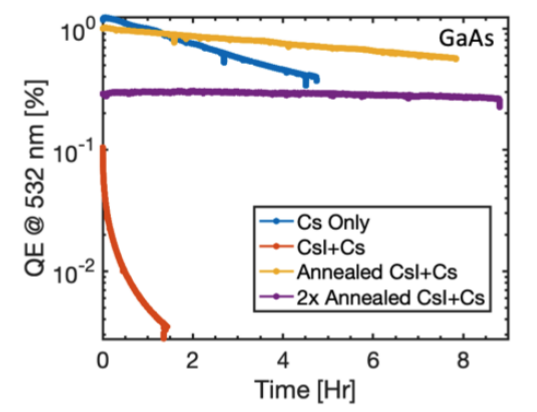 GaAs
10⁰
10⁻¹
10⁻²
QE @ 532 nm [%]
Cs Only
CsI+Cs
Annealed CsI+Cs
2x Annealed CsI+Cs
0 2 4 6 8
Time [Hr]